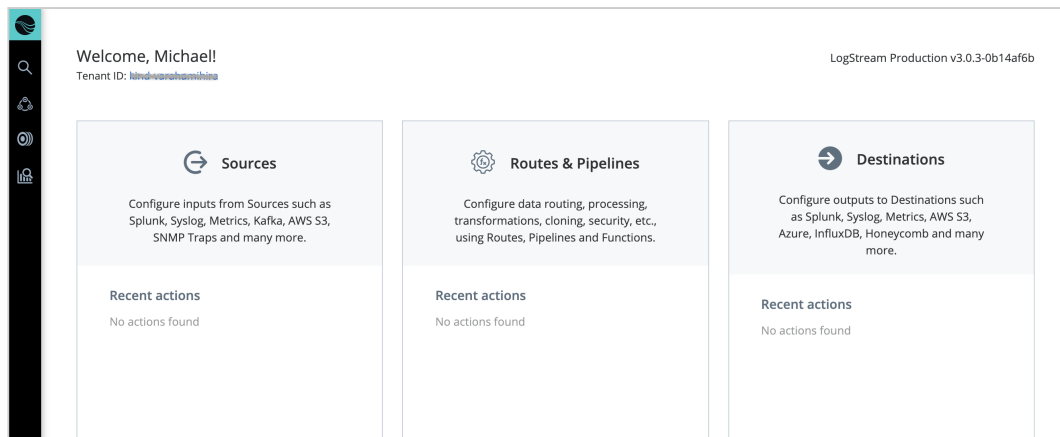 Welcome, Michael!
LogStream Production v3.0.3-0b14af6b
Tenant ID:
Sources
Configure inputs from Sources such as
Splunk, Syslog, Metrics, Kafka, AWS S3,
SNMP Traps and many more.
Recent actions
No actions found
Routes & Pipelines
Configure data routing, processing,
transformations, cloning, security, etc.,
using Routes, Pipelines and Functions.
Recent actions
No actions found
Destinations
Configure outputs to Destinations such
as Splunk, Syslog, Metrics, AWS S3,
Azure, InfluxDB, Honeycomb and many
more.
Recent actions
No actions found